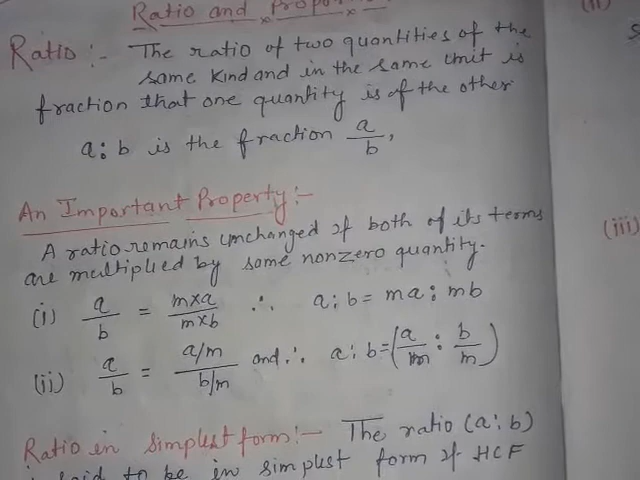 Ratio and
(ii)
Ratio :- The ratio of two quantities of the
same kind and in the same unit is
fraction that one quantity is of the other
a : b is the fraction a/b,
An Important Property :-
A ratio remains unchanged if both of its terms
are multiplied by some nonzero quantity.
(i) a/b = m×a/m×b ∴ a : b = ma : mb
(iii)
(ii) a/b = a/m/b/m and ∴ a : b = (a/m : b/m)
Ratio in simplest form :- The ratio (a : b)
said to be in simplest form if HCF